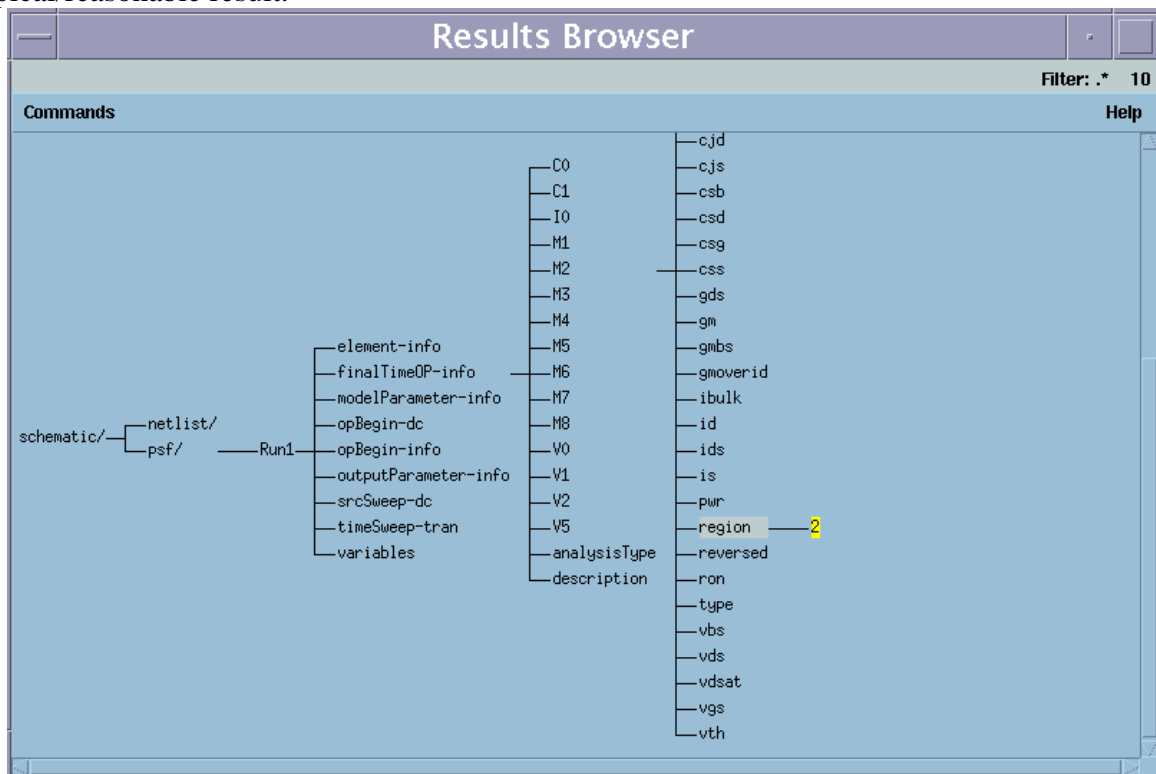 Results Browser
Filter: .* 10
Commands Help
cjd
C0 cjs
C1 csb
I0 csd
M1 csg
M2 css
M3 gds
M4 gm
element-info M5 gmbs
finalTimeOP-info M6 gmoverid
modelParameter-info M7 ibulk
netlist/ opBegin-dc M8 id
schematic/
psf/ Run1 opBegin-info V0 ids
outputParameter-info V1 is
srcSweep-dc V2 pwr
timeSweep-tran V5 region 2
variables analysisType reversed
description ron
type
vbs
vds
vdsat
vgs
vth